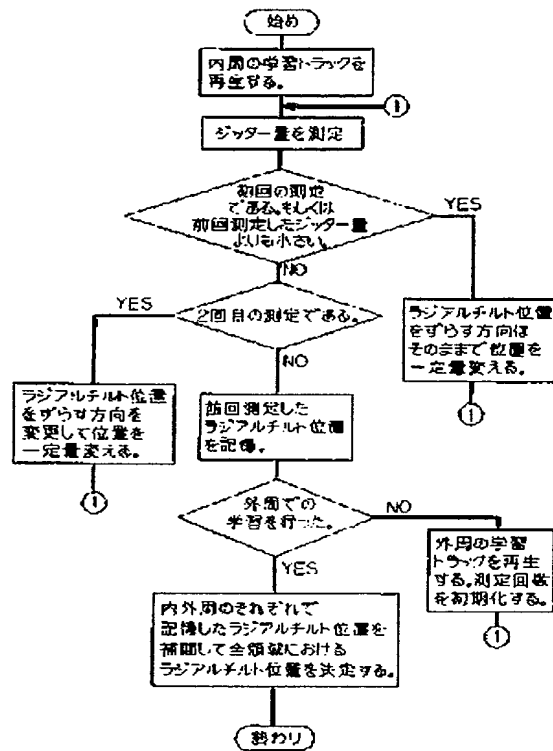 始め
内周の学習トラックを
再生する。
①
ジッター量を測定
初回の測定
である。もしくは
前回測定したジッター量
よりも小さい。
YES
NO
YES
2回目の測定である。
NO
ラジアルチルト位置
をずらす方向は
そのままで位置を
一定量変える。
①
ラジアルチルト位置
をずらす方向を
変更して位置を
一定量変える。
①
前回測定した
ラジアルチルト位置
を記憶。
外周での
学習を行った。
NO
YES
外周の学習
トラックを再生
する。測定回数
を初期化する。
①
内外周のそれぞれで
記憶したラジアルチルト位置を
補間して全領域における
ラジアルチルト位置を決定する。
終わり